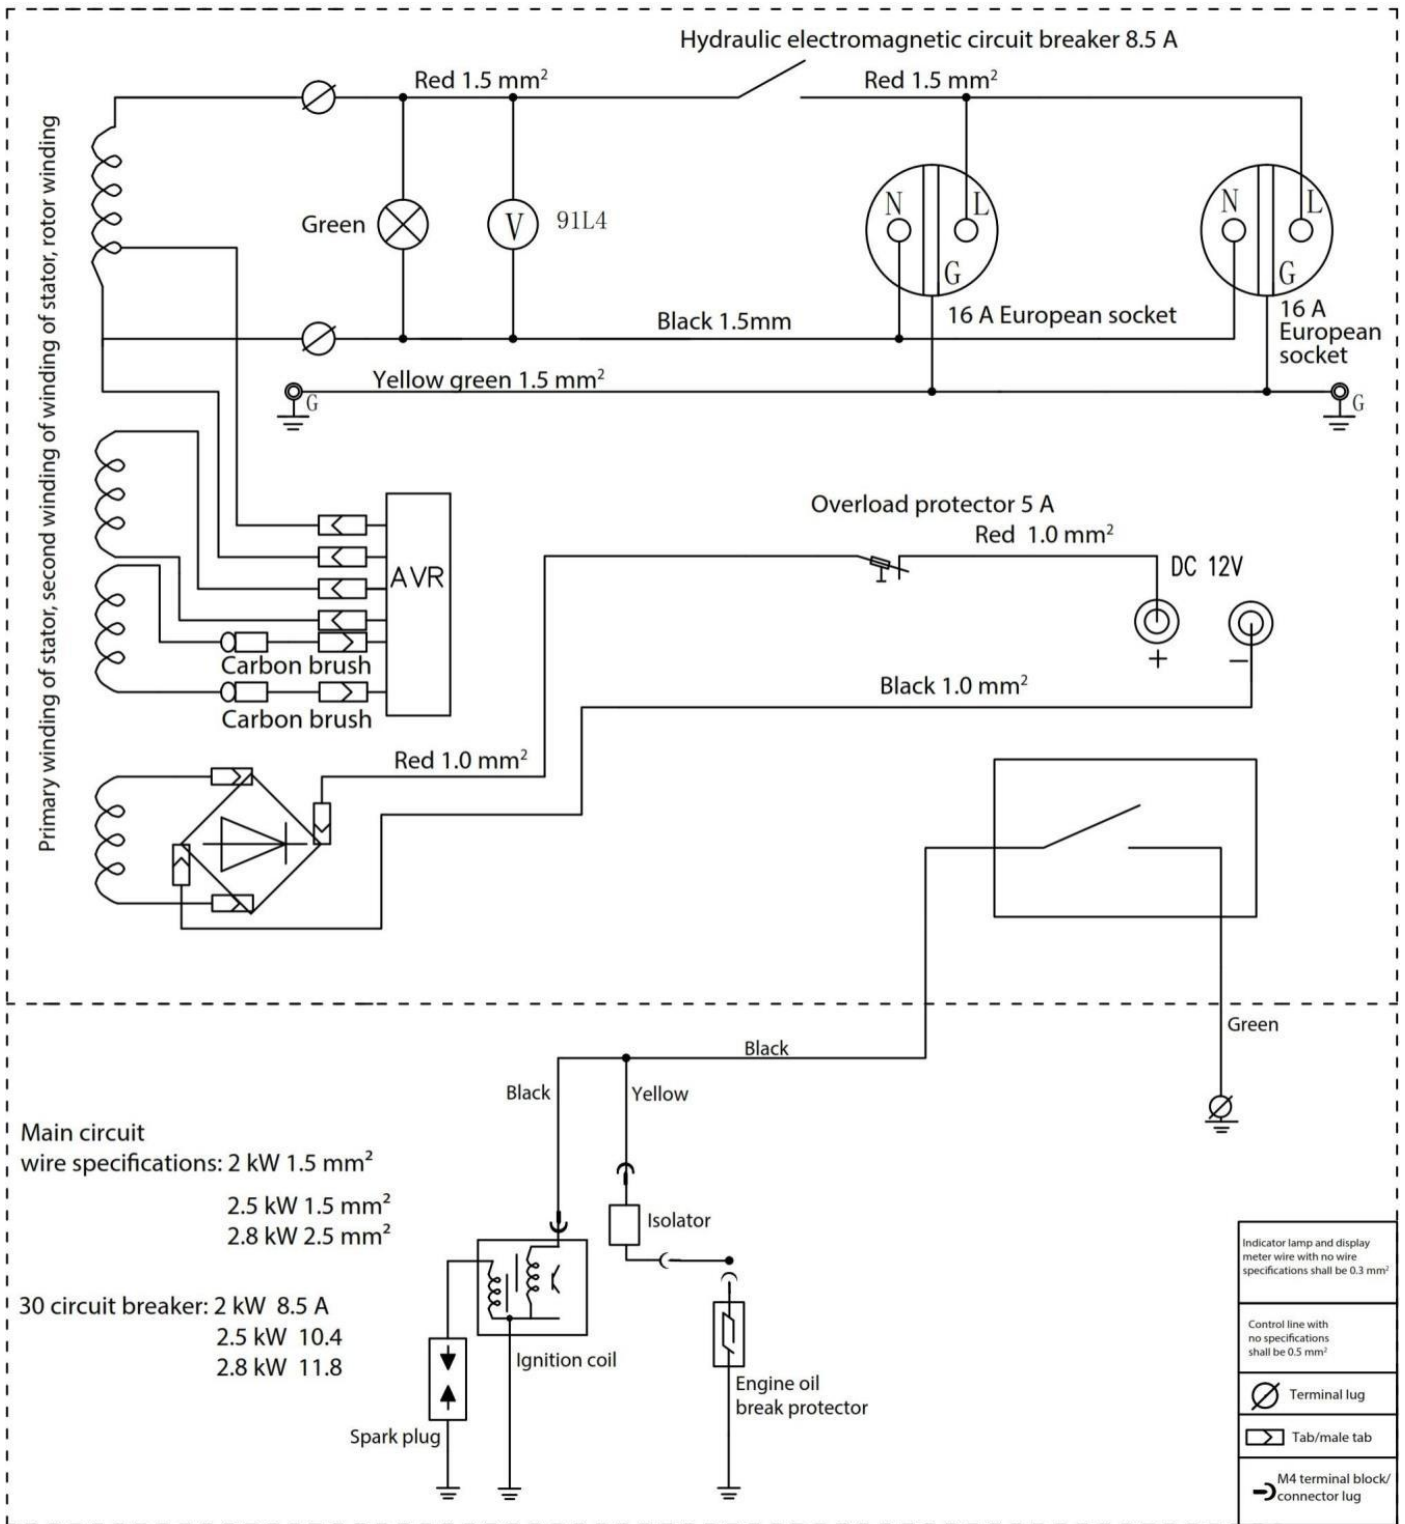 Hydraulic electromagnetic circuit breaker 8.5 A
Red 1.5 mm²
Red 1.5 mm²
Primary winding of stator, second winding of winding of stator, rotor winding
Green
V
91L4
N
L
G
N
L
G
16 A European socket
16 A
European
socket
Black 1.5mm
Yellow green 1.5 mm²
G
G
AVR
Carbon brush
Carbon brush
Overload protector 5 A
Red 1.0 mm²
DC 12V
+
−
Black 1.0 mm²
Red 1.0 mm²
Green
Black
Black
Yellow
Main circuit
wire specifications: 2 kW 1.5 mm²
2.5 kW 1.5 mm²
2.8 kW 2.5 mm²
30 circuit breaker: 2 kW 8.5 A
2.5 kW 10.4
2.8 kW 11.8
Isolator
Ignition coil
Spark plug
Engine oil
break protector
Indicator lamp and display
meter wire with no wire
specifications shall be 0.3 mm²
Control line with
no specifications
shall be 0.5 mm²
Terminal lug
Tab/male tab
M4 terminal block/
connector lug